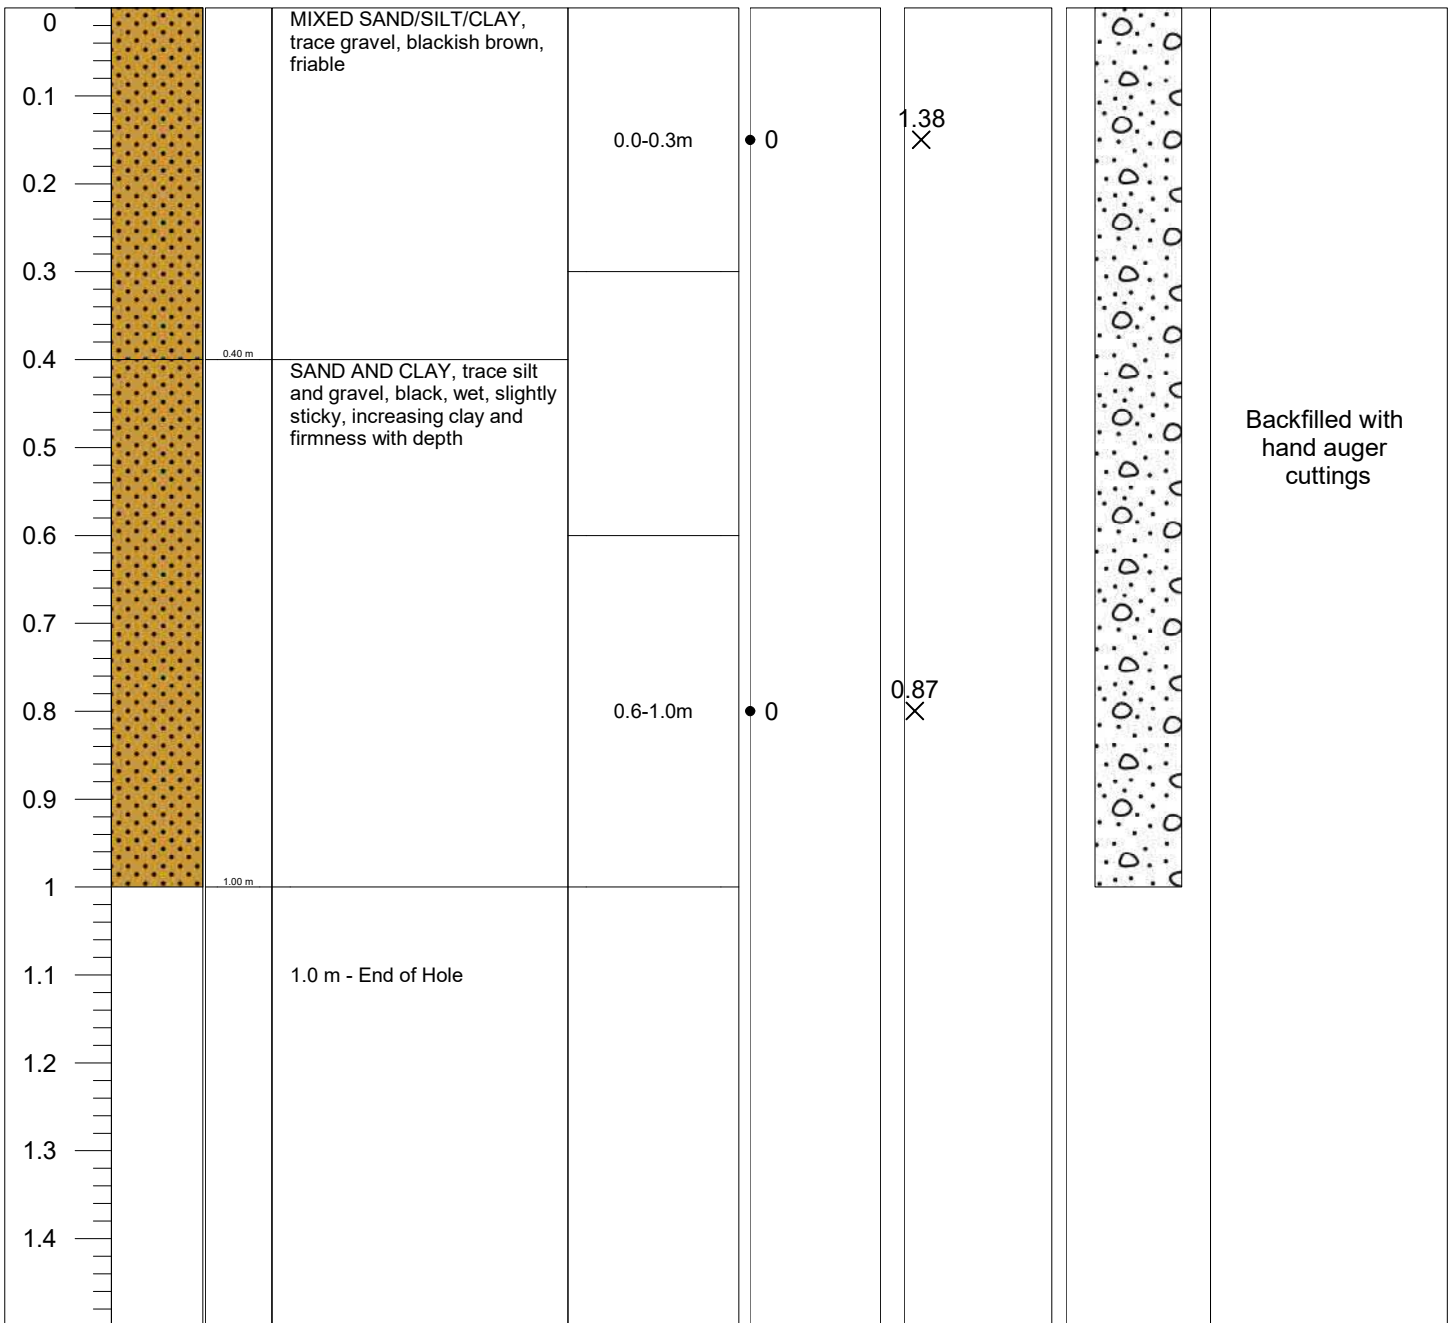 0
0.1
0.2
0.3
0.4
0.5
0.6
0.7
0.8
0.9
1
1.1
1.2
1.3
1.4
0.40 m
1.00 m
MIXED SAND/SILT/CLAY,
trace gravel, blackish brown,
friable
SAND AND CLAY, trace silt
and gravel, black, wet, slightly
sticky, increasing clay and
firmness with depth
1.0 m - End of Hole
0.0-0.3m
0.6-1.0m
0
0
1.38
0.87
Backfilled with
hand auger
cuttings